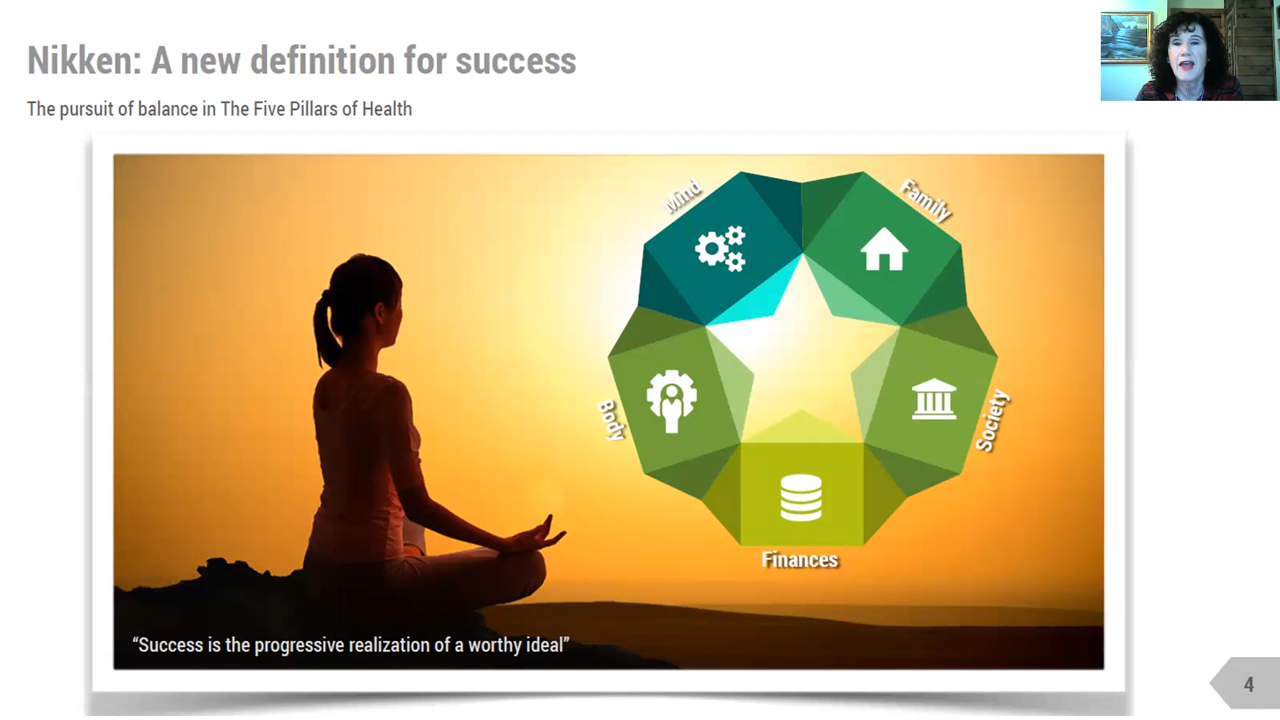 Nikken: A new definition for success
The pursuit of balance in The Five Pillars of Health
Mind
Family
Body
Society
Finances
“Success is the progressive realization of a worthy ideal”
4